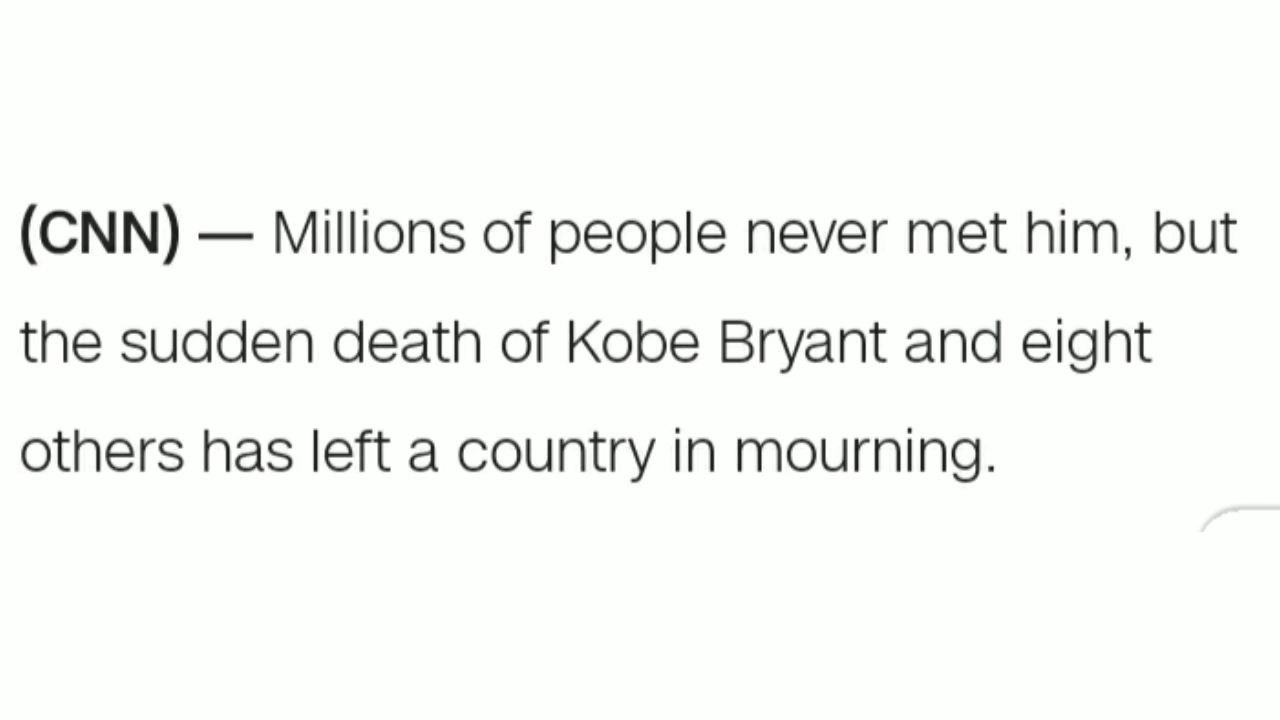 (CNN) — Millions of people never met him, but
the sudden death of Kobe Bryant and eight
others has left a country in mourning.